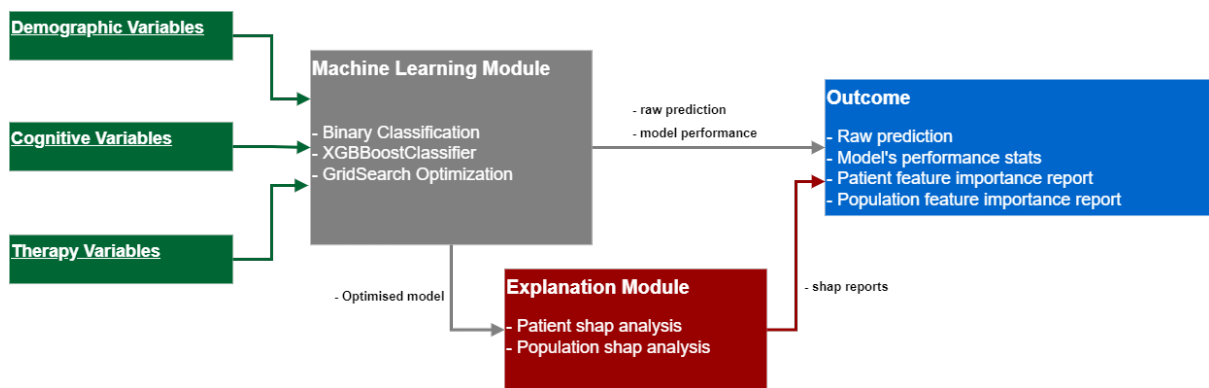 Demographic Variables
Cognitive Variables
Therapy Variables
Machine Learning Module
- Binary Classification
- XGBBoostClassifier
- GridSearch Optimization
- raw prediction
- model performance
Outcome
- Raw prediction
- Model's performance stats
- Patient feature importance report
- Population feature importance report
- Optimised model
Explanation Module
- Patient shap analysis
- Population shap analysis
- shap reports